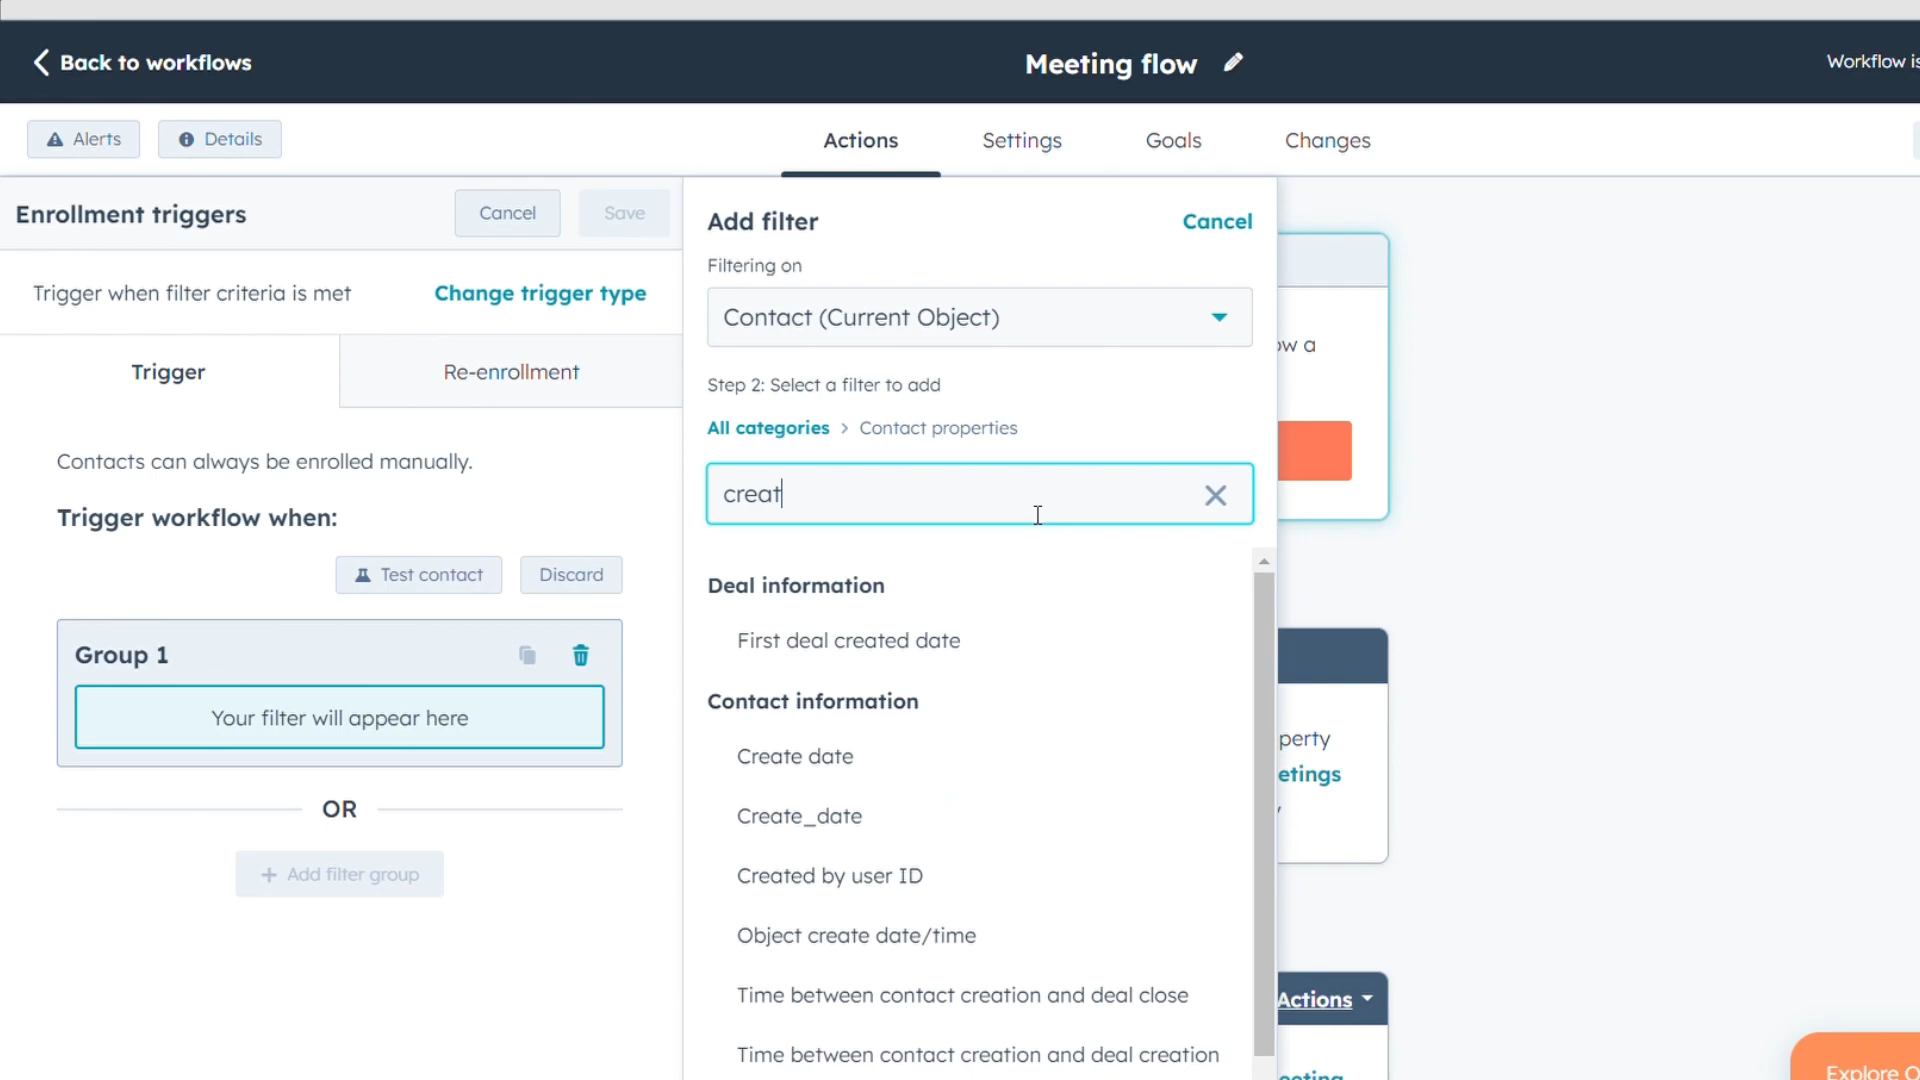 Back to workflows
Meeting flow
Workflow is
Alerts
Details
Actions
Settings
Goals
Changes
Enrollment triggers
Cancel
Save
Trigger when filter criteria is met
Change trigger type
Trigger
Re-enrollment
Contacts can always be enrolled manually.
Trigger workflow when:
Test contact
Discard
Group 1
Your filter will appear here
OR
+ Add filter group
Add filter
Cancel
Filtering on
Contact (Current Object)
Step 2: Select a filter to add
All categories > Contact properties
creat
Deal information
First deal created date
Contact information
Create date
Create_date
Created by user ID
Object create date/time
Time between contact creation and deal close
Time between contact creation and deal creation
ow a
perty
etings
Actions
eeting
Explore